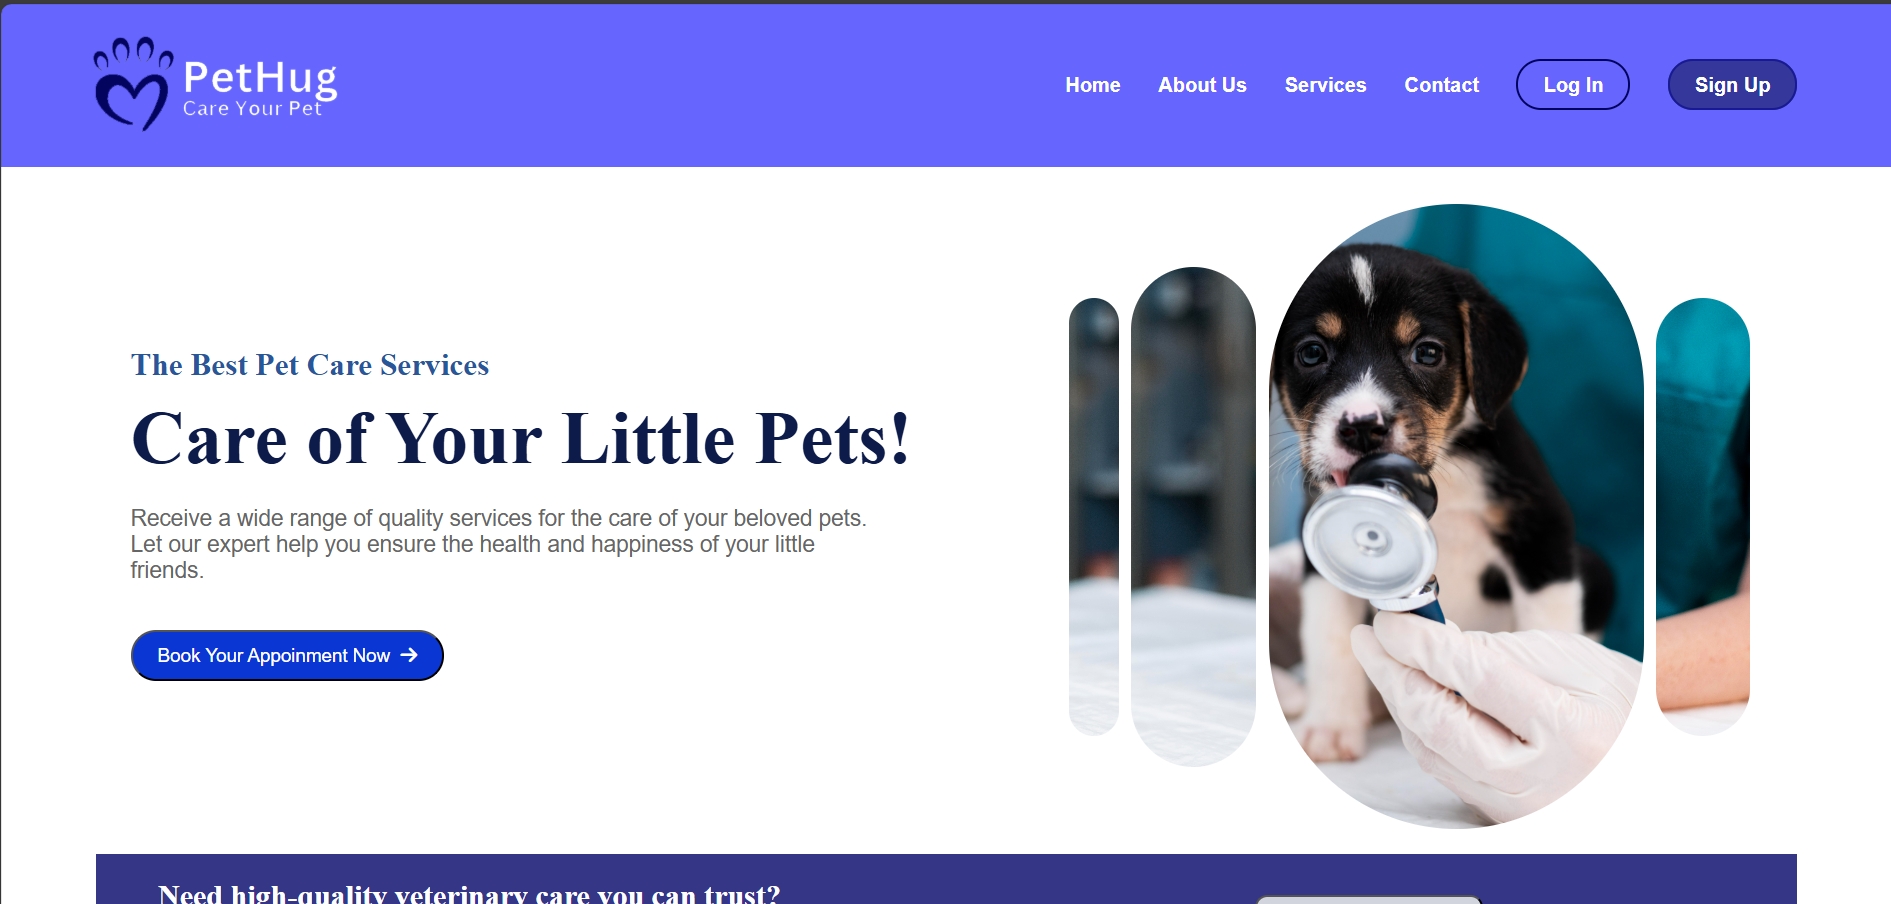 PetHug
Care Your Pet
Home
About Us
Services
Contact
Log In
Sign Up
The Best Pet Care Services
Care of Your Little Pets!
Receive a wide range of quality services for the care of your beloved pets.
Let our expert help you ensure the health and happiness of your little
friends.
Book Your Appoinment Now
Need high-quality veterinary care you can trust?